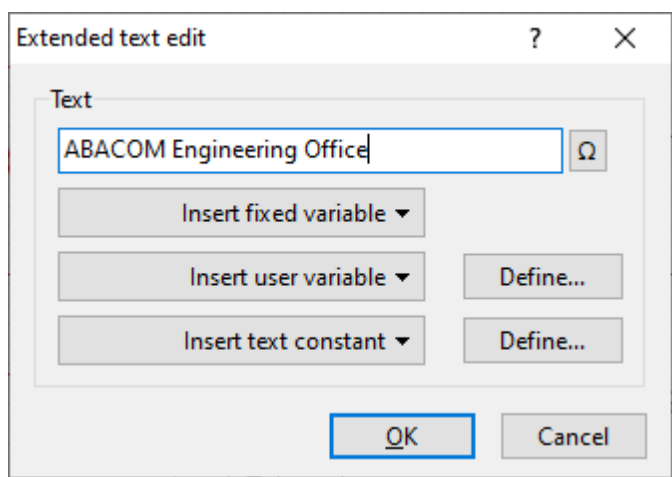 Extended text edit ? ×
Text
ABACOM Engineering Office Ω
Insert fixed variable
Insert user variable Define...
Insert text constant Define...
OK Cancel